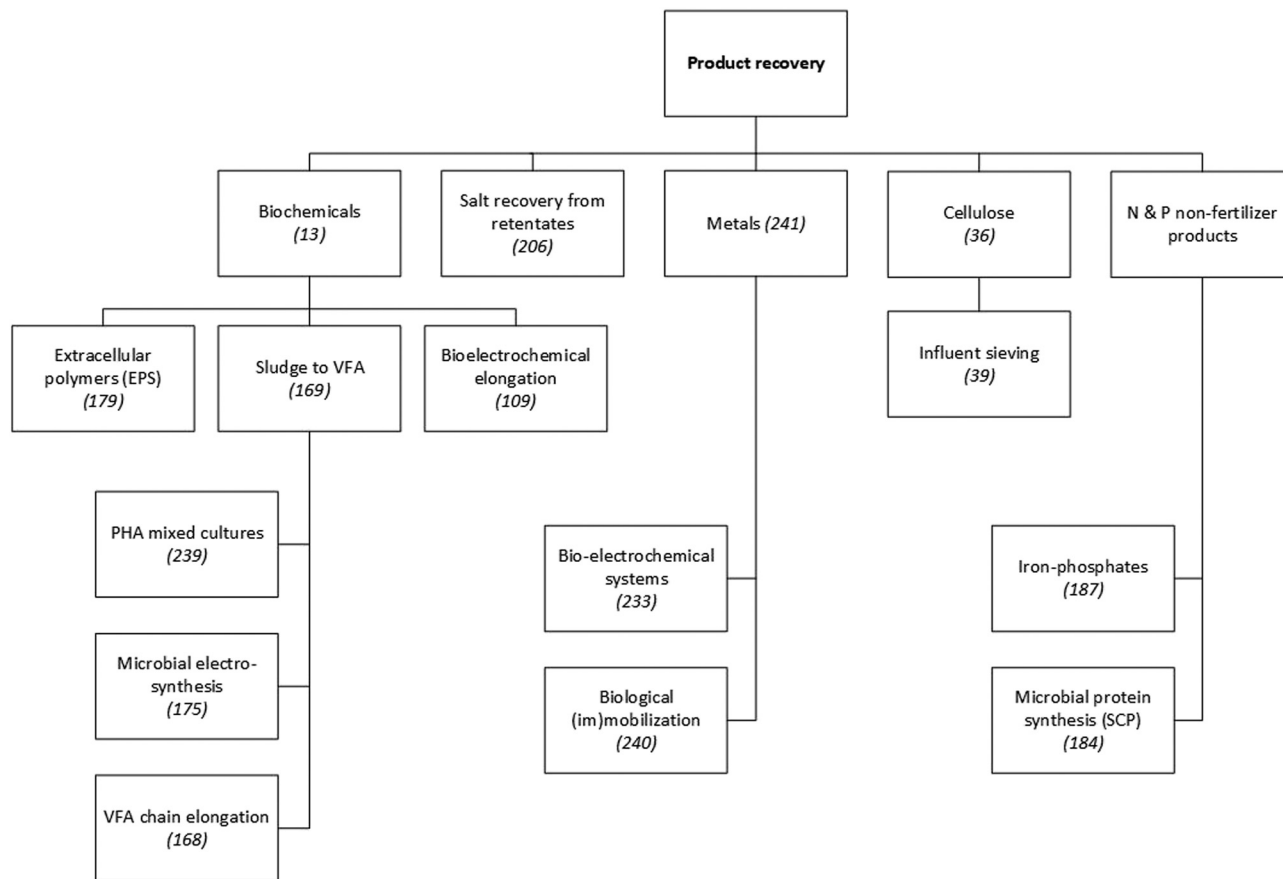 Product recovery
Biochemicals
(13)
Salt recovery from
retentates
(206)
Metals (241)
Cellulose
(36)
N & P non-fertilizer
products
Extracellular
polymers (EPS)
(179)
Sludge to VFA
(169)
Bioelectrochemical
elongation
(109)
Influent sieving
(39)
PHA mixed cultures
(239)
Microbial electro-
synthesis
(175)
VFA chain elongation
(168)
Bio-electrochemical
systems
(233)
Biological
(im)mobilization
(240)
Iron-phosphates
(187)
Microbial protein
synthesis (SCP)
(184)